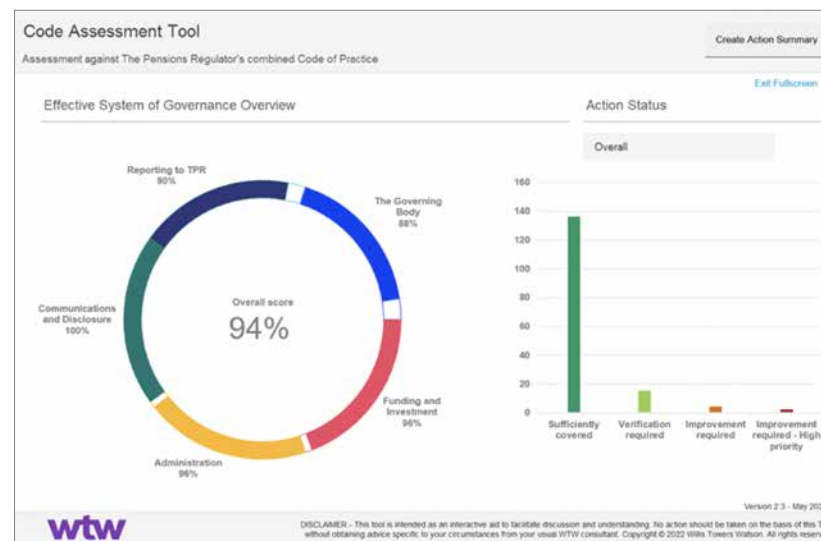 Code Assessment Tool
Create Action Summary
Assessment against The Pensions Regulator's combined Code of Practice
Exit Fullscreen
Effective System of Governance Overview
Action Status
Overall
Reporting to TPR
90%
The Governing
Body
88%
Communications
and Disclosure
100%
Overall score
94%
Funding and
Investment
96%
Administration
96%
160
140
120
100
80
60
40
20
0
Sufficiently
covered
Verification
required
Improvement
required
Improvement
required - High
priority
Version 2.3 - May 202
wtw
DISCLAIMER - This tool is intended as an interactive aid to facilitate discussion and understanding. No action should be taken on the basis of this T
without obtaining advice specific to your circumstances from your usual WTW consultant. Copyright © 2022 Willis Towers Watson. All rights reser